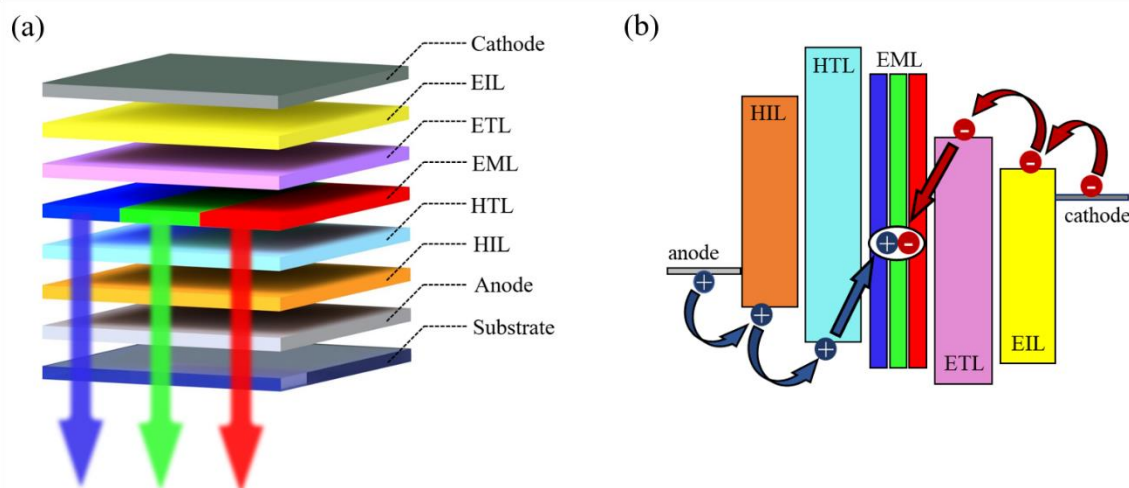 (a)
Cathode
EIL
ETL
EML
HTL
HIL
Anode
Substrate
(b)
HTL
EML
HIL
anode
cathode
ETL
EIL
+
+
+
+
-
-
-
-